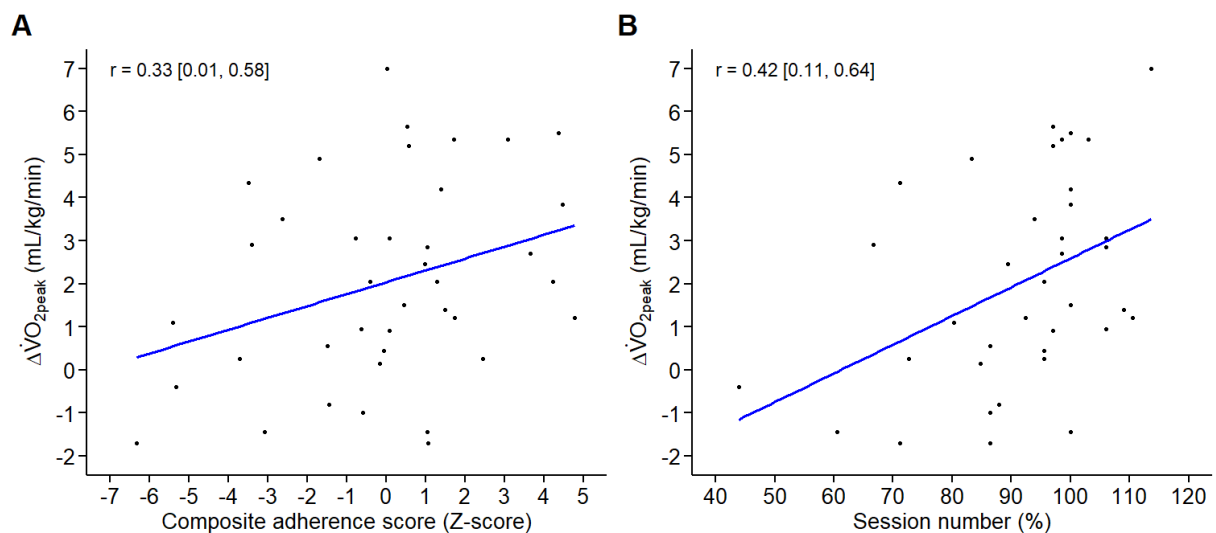 A
r = 0.33 [0.01, 0.58]
7
6
5
4
3
2
1
0
-1
-2
ΔV̇O2peak (mL/kg/min)
-7 -6 -5 -4 -3 -2 -1 0 1 2 3 4 5
Composite adherence score (Z-score)
B
r = 0.42 [0.11, 0.64]
7
6
5
4
3
2
1
0
-1
-2
ΔV̇O2peak (mL/kg/min)
40 50 60 70 80 90 100 110 120
Session number (%)